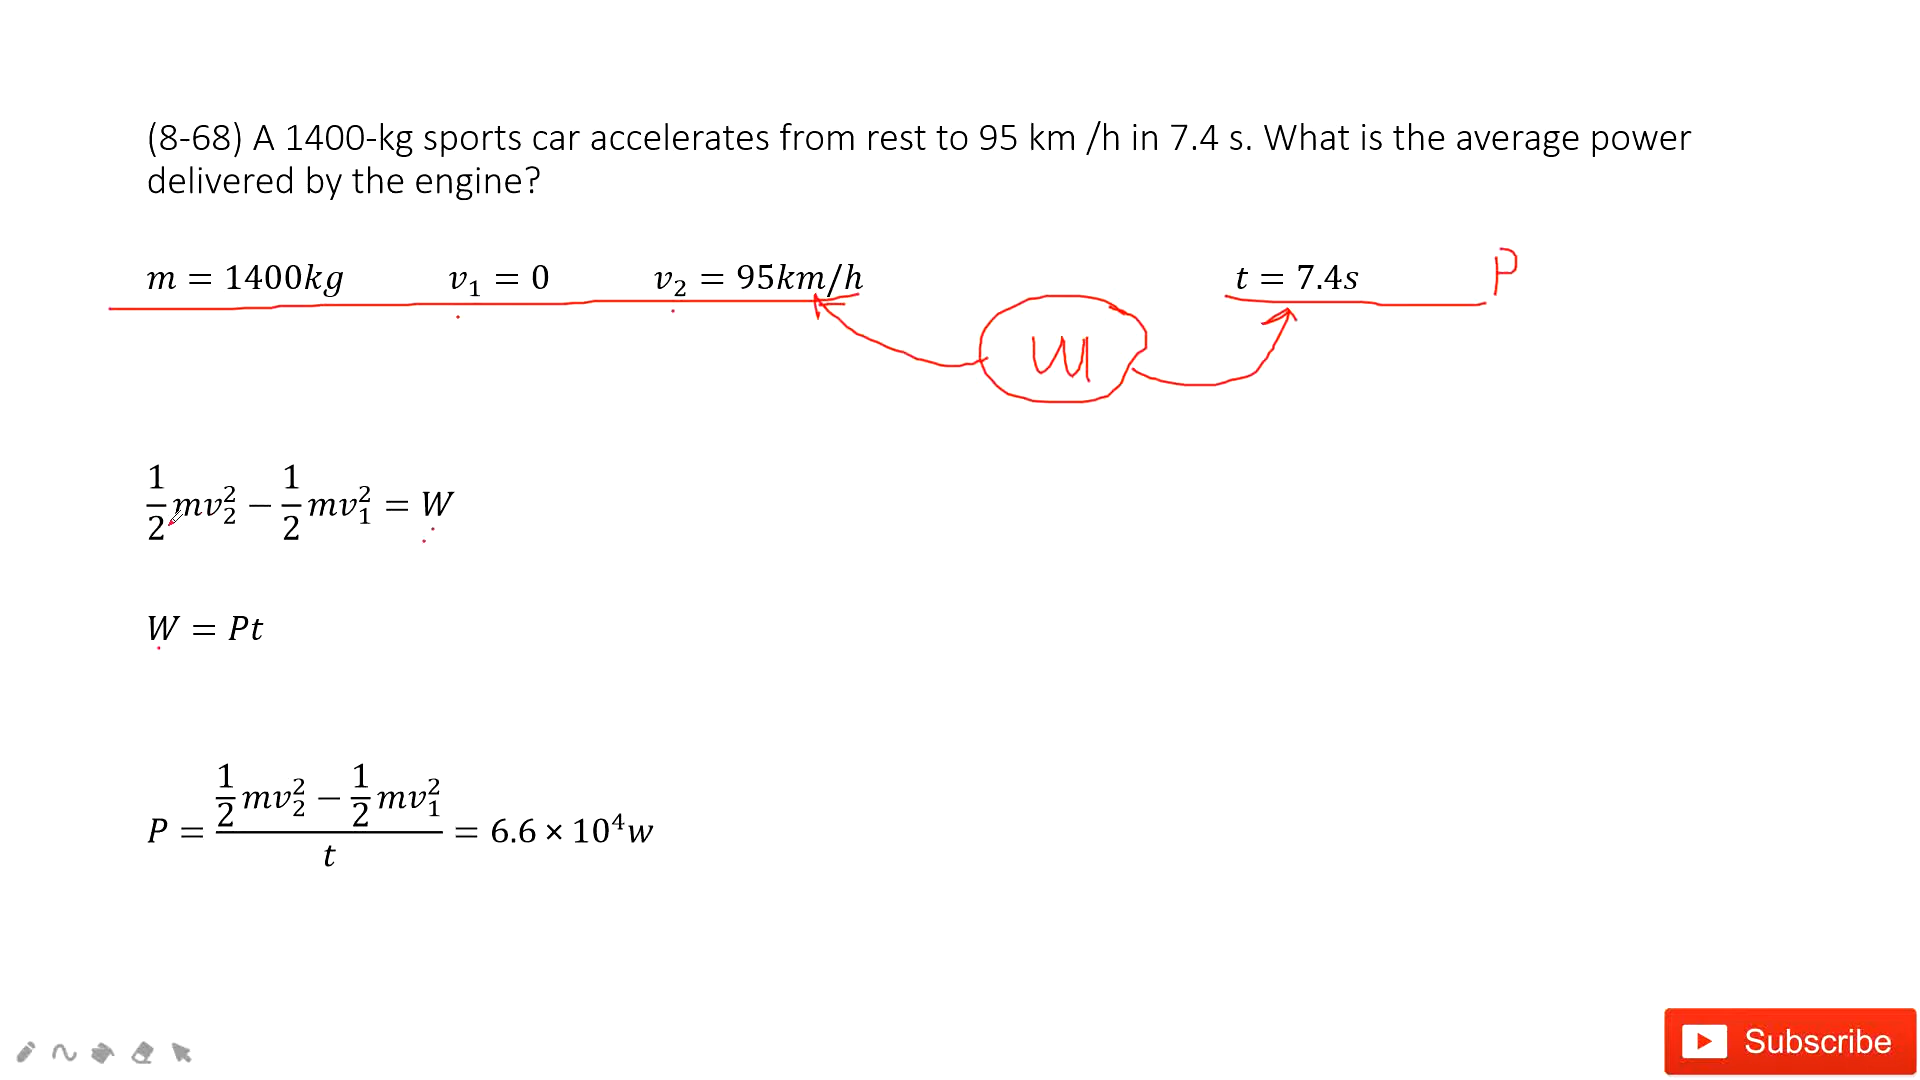 (8-68) A 1400-kg sports car accelerates from rest to 95 km /h in 7.4 s. What is the average power
delivered by the engine?
m = 1400kg v₁ = 0 v₂ = 95km/h t = 7.4s P
W
½mv₂² − ½mv₁² = W
W = Pt
P = (½mv₂² − ½mv₁²)/t = 6.6 × 10⁴w
Subscribe